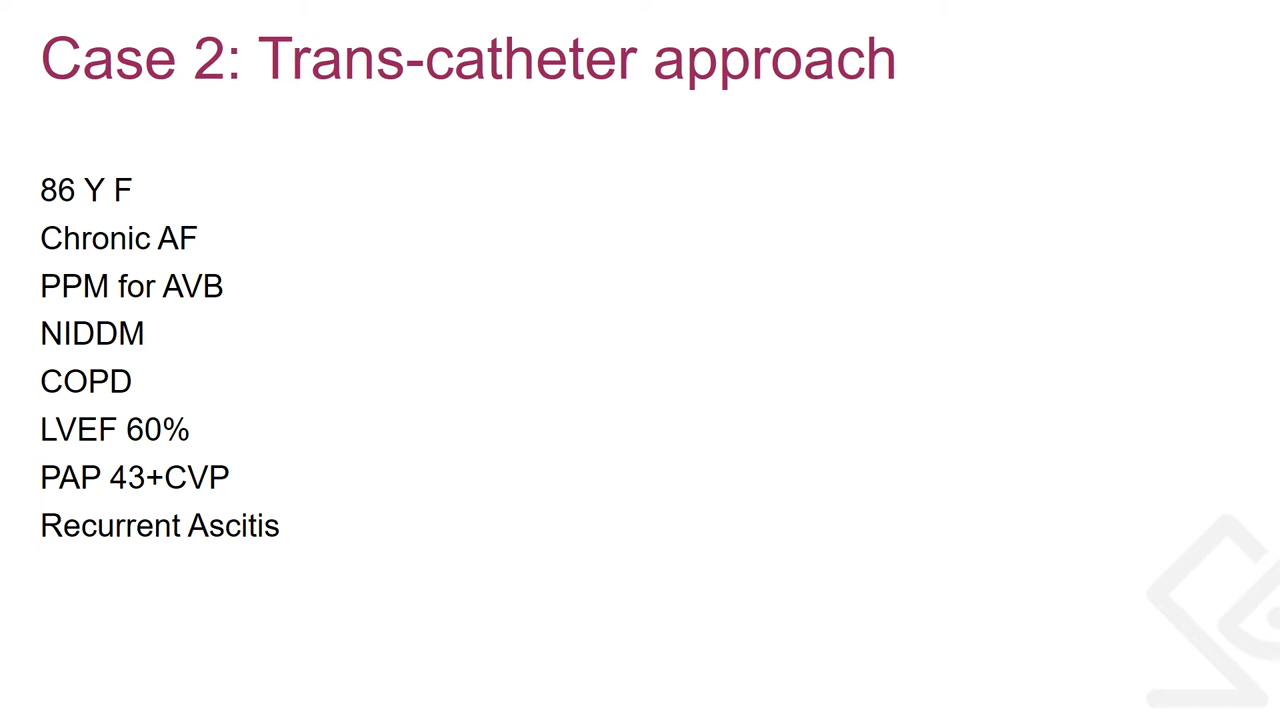 Case 2: Trans-catheter approach
86 Y F
Chronic AF
PPM for AVB
NIDDM
COPD
LVEF 60%
PAP 43+CVP
Recurrent Ascitis